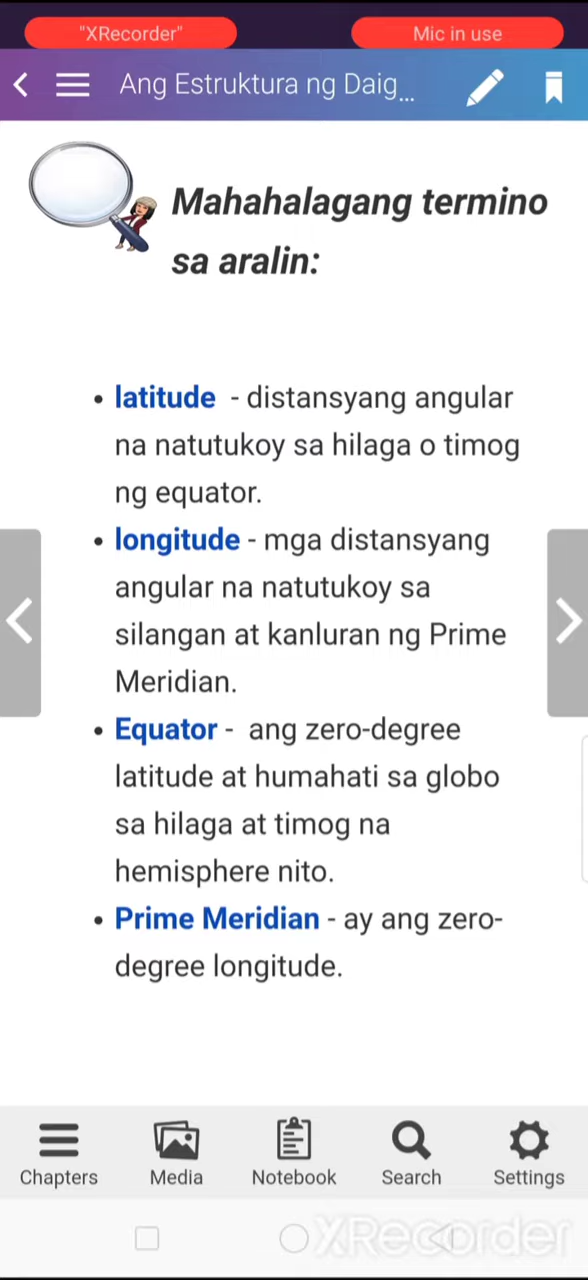 "XRecorder"
Mic in use
Ang Estruktura ng Daig...
Mahahalagang termino
sa aralin:
• latitude - distansyang angular
na natutukoy sa hilaga o timog
ng equator.
• longitude - mga distansyang
angular na natutukoy sa
silangan at kanluran ng Prime
Meridian.
• Equator - ang zero-degree
latitude at humahati sa globo
sa hilaga at timog na
hemisphere nito.
• Prime Meridian - ay ang zero-
degree longitude.
Chapters Media Notebook Search Settings
XRecorder